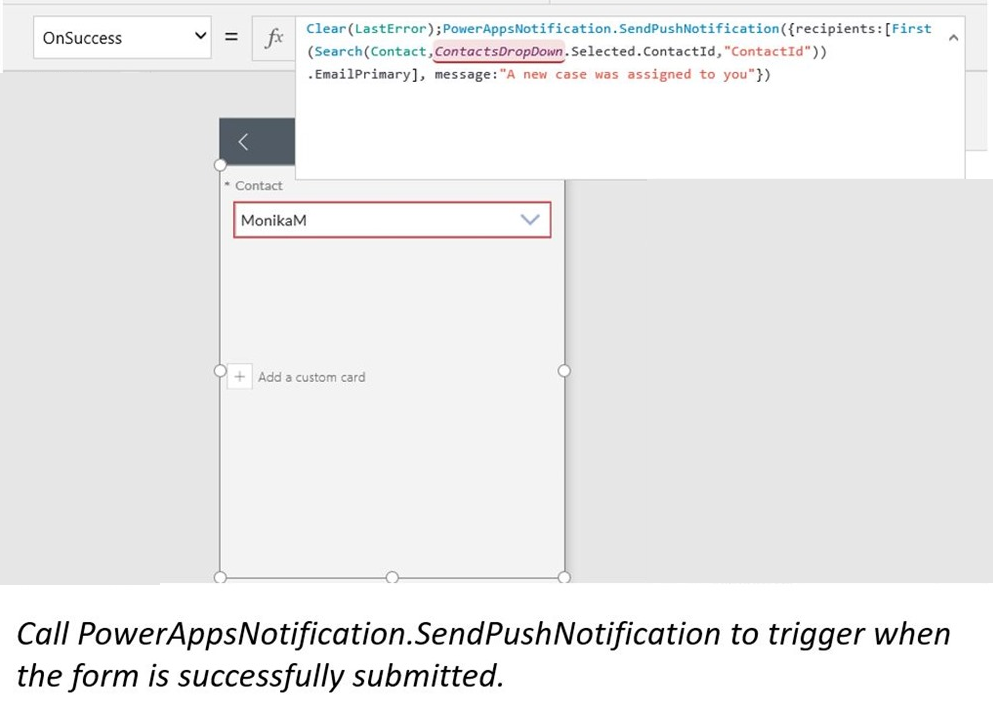 OnSuccess = fx Clear(LastError);PowerAppsNotification.SendPushNotification({recipients:[First
(Search(Contact,ContactsDropDown.Selected.ContactId,"ContactId"))
.EmailPrimary], message:"A new case was assigned to you"})
* Contact
MonikaM
+ Add a custom card
Call PowerAppsNotification.SendPushNotification to trigger when
the form is successfully submitted.